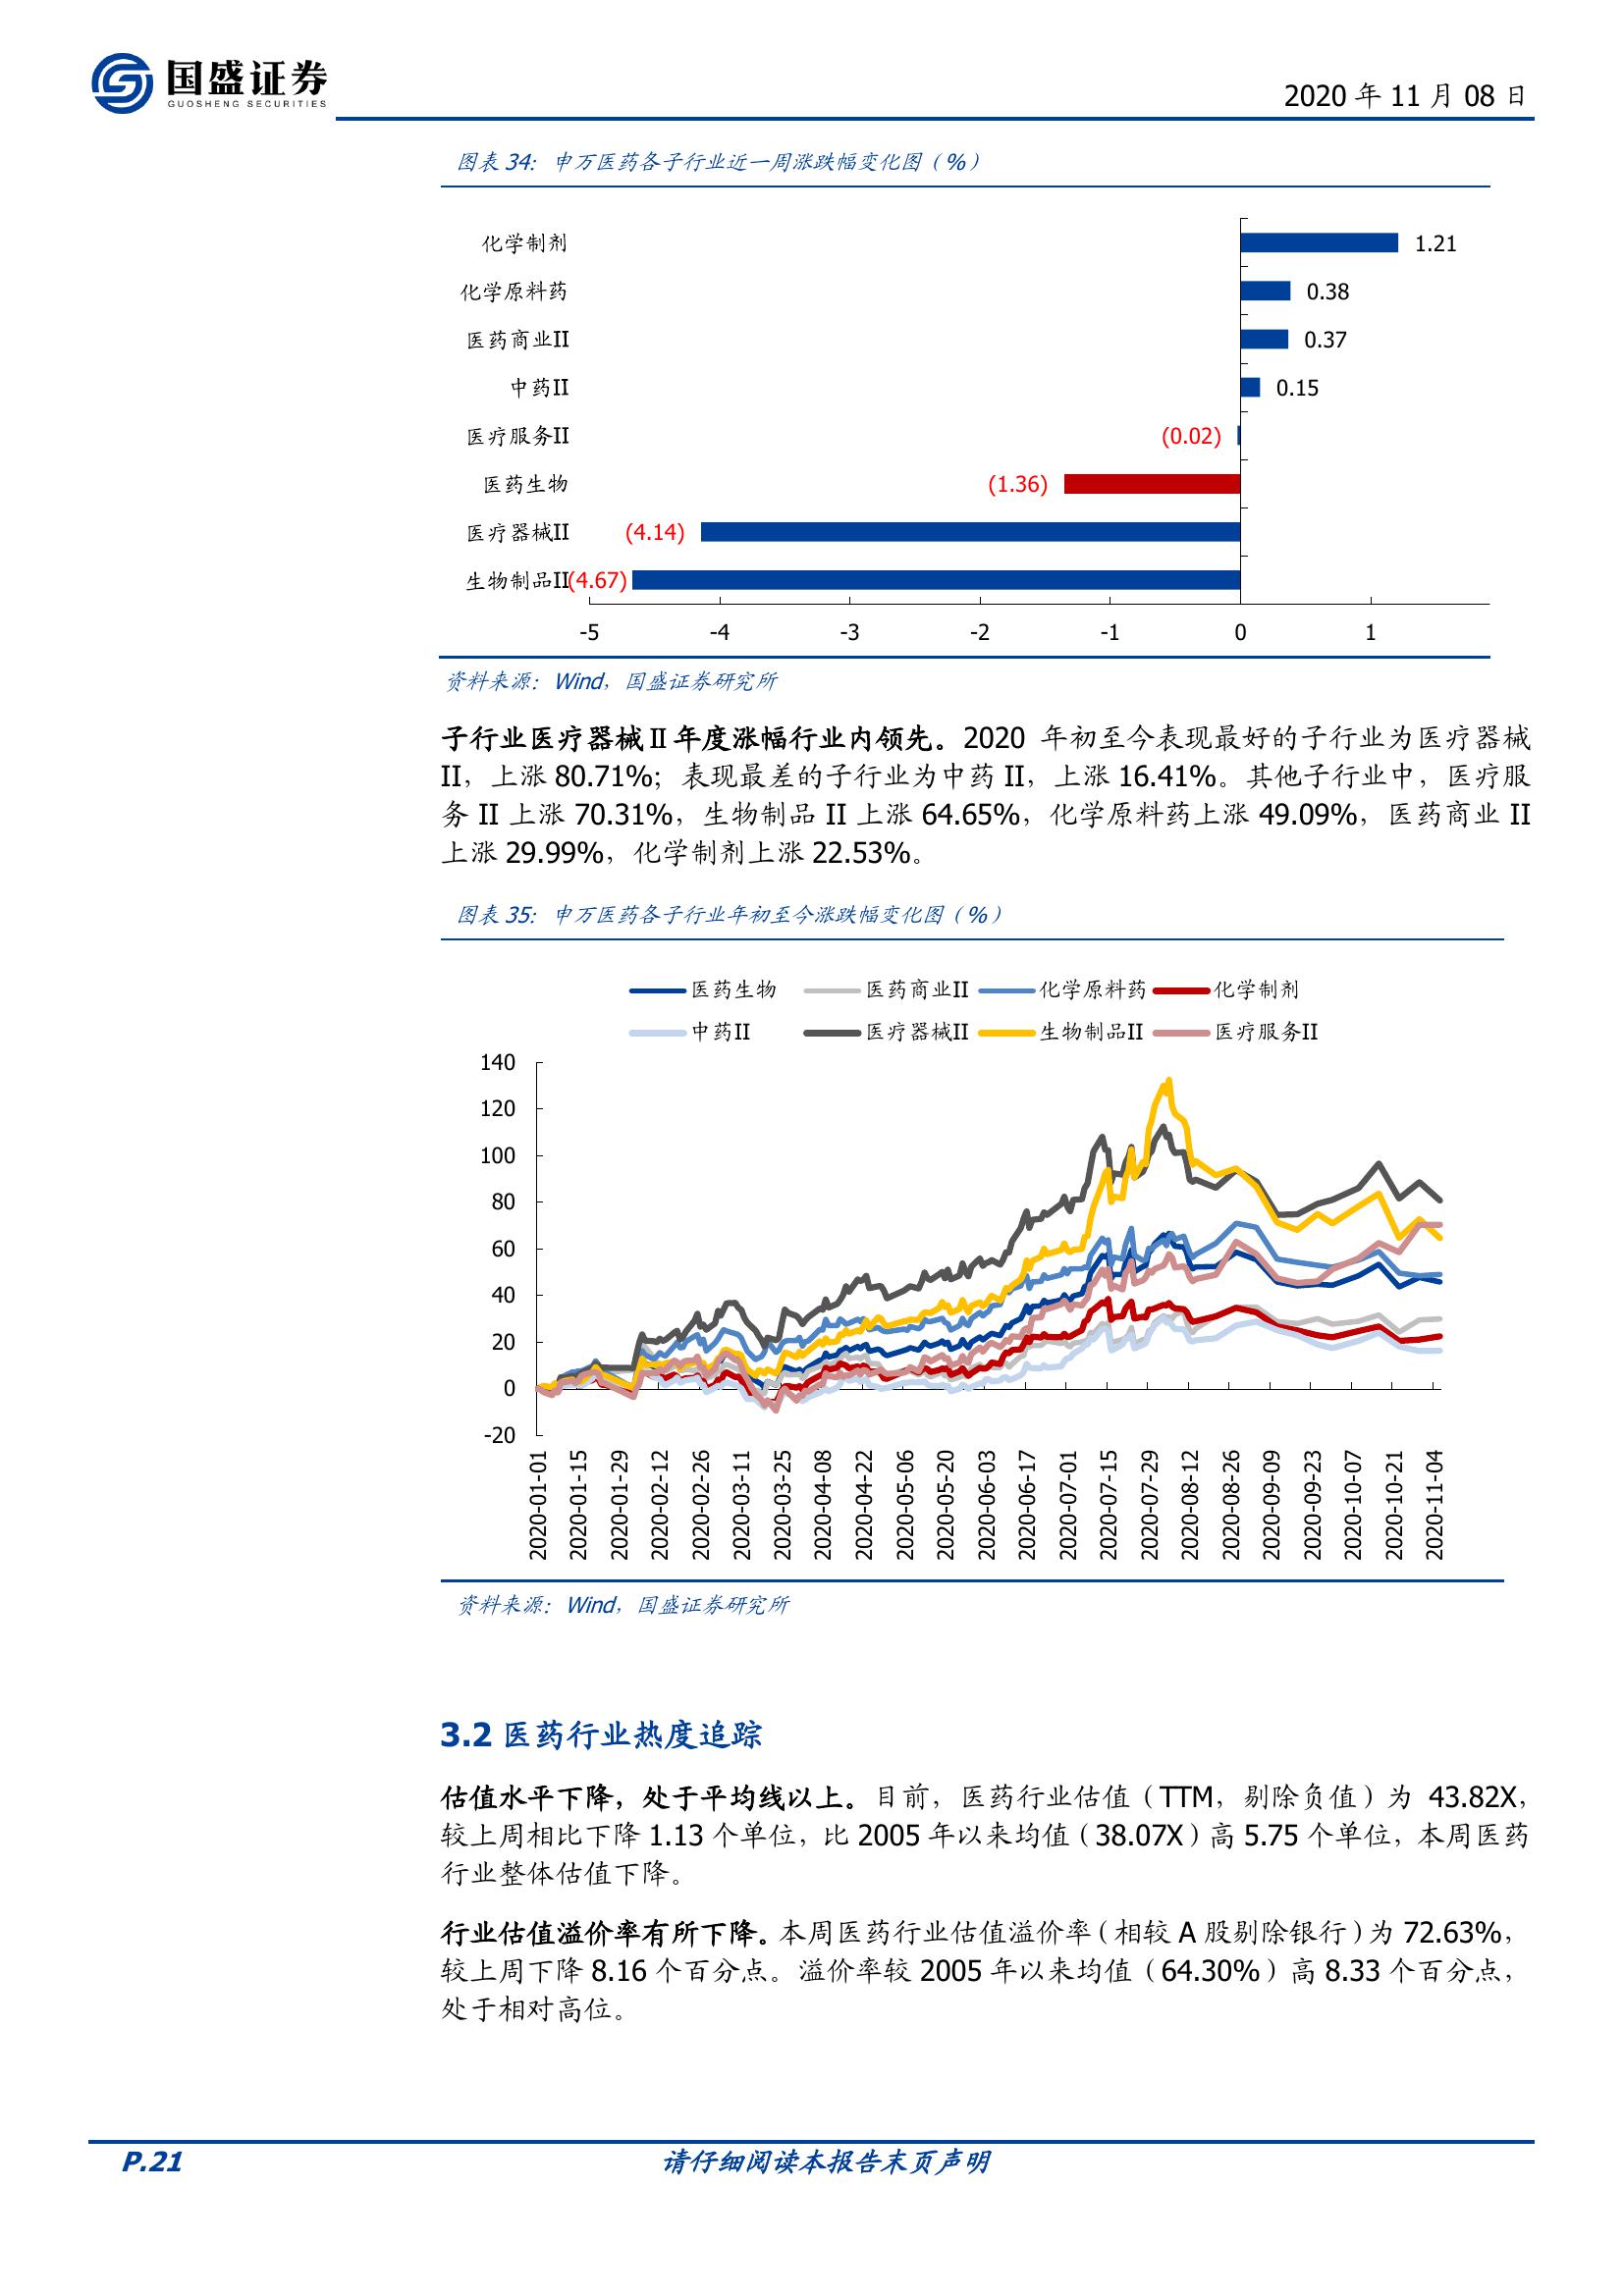 国盛证券
GUOSHENG SECURITIES
2020 年 11 月 08 日
图表 34: 申万医药各子行业近一周涨跌幅变化图（%）
化学制剂 1.21
化学原料药 0.38
医药商业II 0.37
中药II 0.15
医疗服务II (0.02)
医药生物 (1.36)
医疗器械II (4.14)
生物制品II (4.67)
-5 -4 -3 -2 -1 0 1
资料来源：Wind，国盛证券研究所
子行业医疗器械Ⅱ年度涨幅行业内领先。2020 年初至今表现最好的子行业为医疗器械
II，上涨 80.71%；表现最差的子行业为中药 II，上涨 16.41%。其他子行业中，医疗服
务 II 上涨 70.31%，生物制品 II 上涨 64.65%，化学原料药上涨 49.09%，医药商业 II
上涨 29.99%，化学制剂上涨 22.53%。
图表 35: 申万医药各子行业年初至今涨跌幅变化图（%）
医药生物 医药商业II 化学原料药 化学制剂
中药II 医疗器械II 生物制品II 医疗服务II
140
120
100
80
60
40
20
0
-20
2020-01-01 2020-01-15 2020-01-29 2020-02-12 2020-02-26 2020-03-11 2020-03-25 2020-04-08 2020-04-22 2020-05-06 2020-05-20 2020-06-03 2020-06-17 2020-07-01 2020-07-15 2020-07-29 2020-08-12 2020-08-26 2020-09-09 2020-09-23 2020-10-07 2020-10-21 2020-11-04
资料来源：Wind，国盛证券研究所
3.2 医药行业热度追踪
估值水平下降，处于平均线以上。目前，医药行业估值（TTM，剔除负值）为 43.82X，
较上周相比下降 1.13 个单位，比 2005 年以来均值（38.07X）高 5.75 个单位，本周医药
行业整体估值下降。
行业估值溢价率有所下降。本周医药行业估值溢价率（相较 A 股剔除银行）为 72.63%，
较上周下降 8.16 个百分点。溢价率较 2005 年以来均值（64.30%）高 8.33 个百分点，
处于相对高位。
P.21 请仔细阅读本报告末页声明